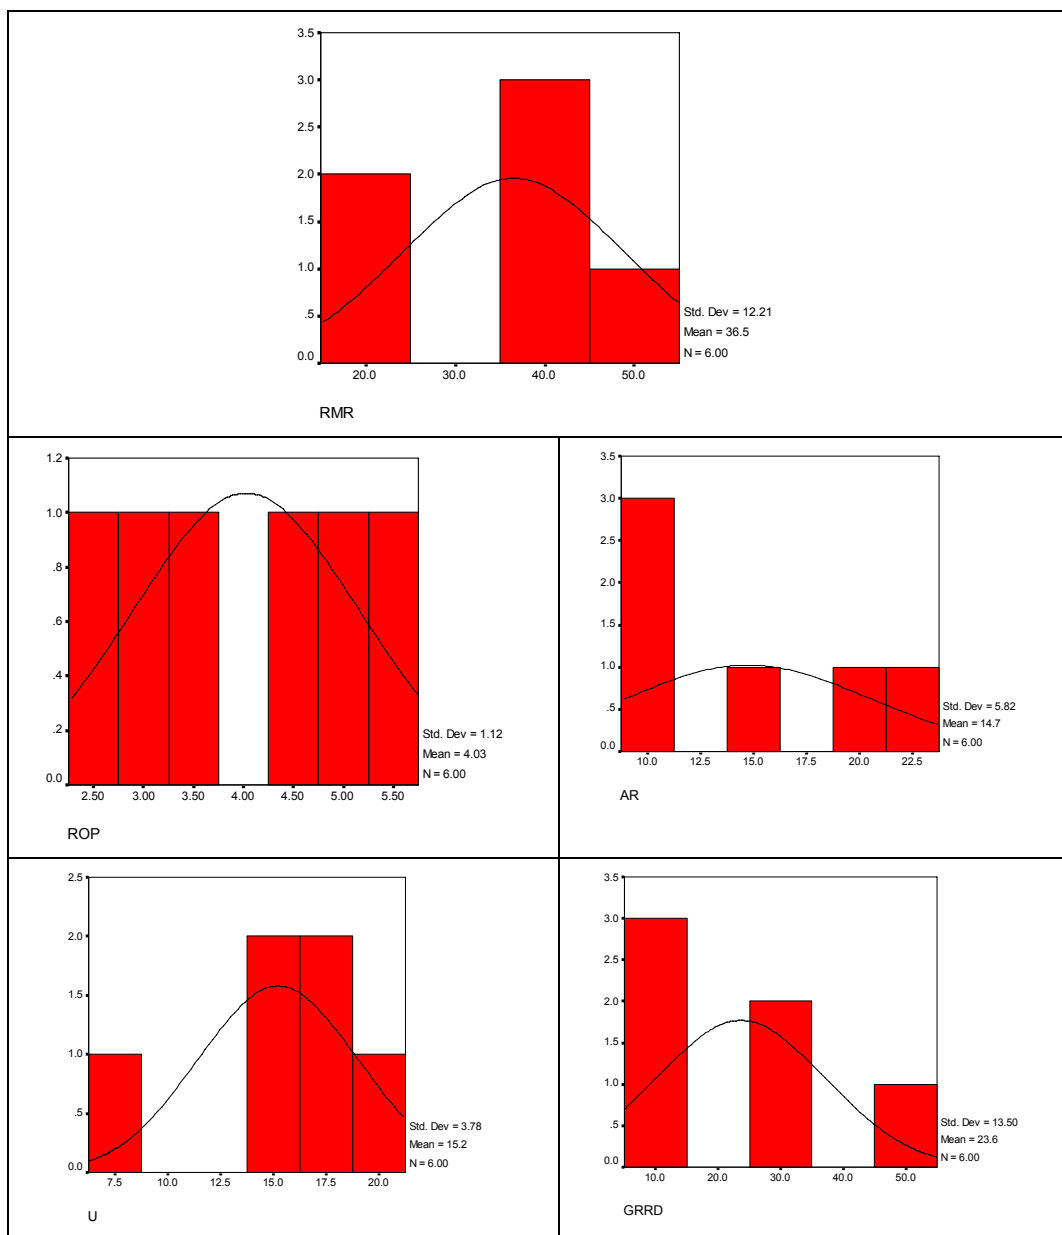 3.5
3.0
2.5
2.0
1.5
1.0
.5
0.0
20.0 30.0 40.0 50.0
Std. Dev = 12.21
Mean = 36.5
N = 6.00
RMR
1.2
1.0
.8
.6
.4
.2
0.0
2.50 3.00 3.50 4.00 4.50 5.00 5.50
Std. Dev = 1.12
Mean = 4.03
N = 6.00
ROP
3.5
3.0
2.5
2.0
1.5
1.0
.5
0.0
10.0 12.5 15.0 17.5 20.0 22.5
Std. Dev = 5.82
Mean = 14.7
N = 6.00
AR
2.5
2.0
1.5
1.0
.5
0.0
7.5 10.0 12.5 15.0 17.5 20.0
Std. Dev = 3.78
Mean = 15.2
N = 6.00
U
3.5
3.0
2.5
2.0
1.5
1.0
.5
0.0
10.0 20.0 30.0 40.0 50.0
Std. Dev = 13.50
Mean = 23.6
N = 6.00
GRRD